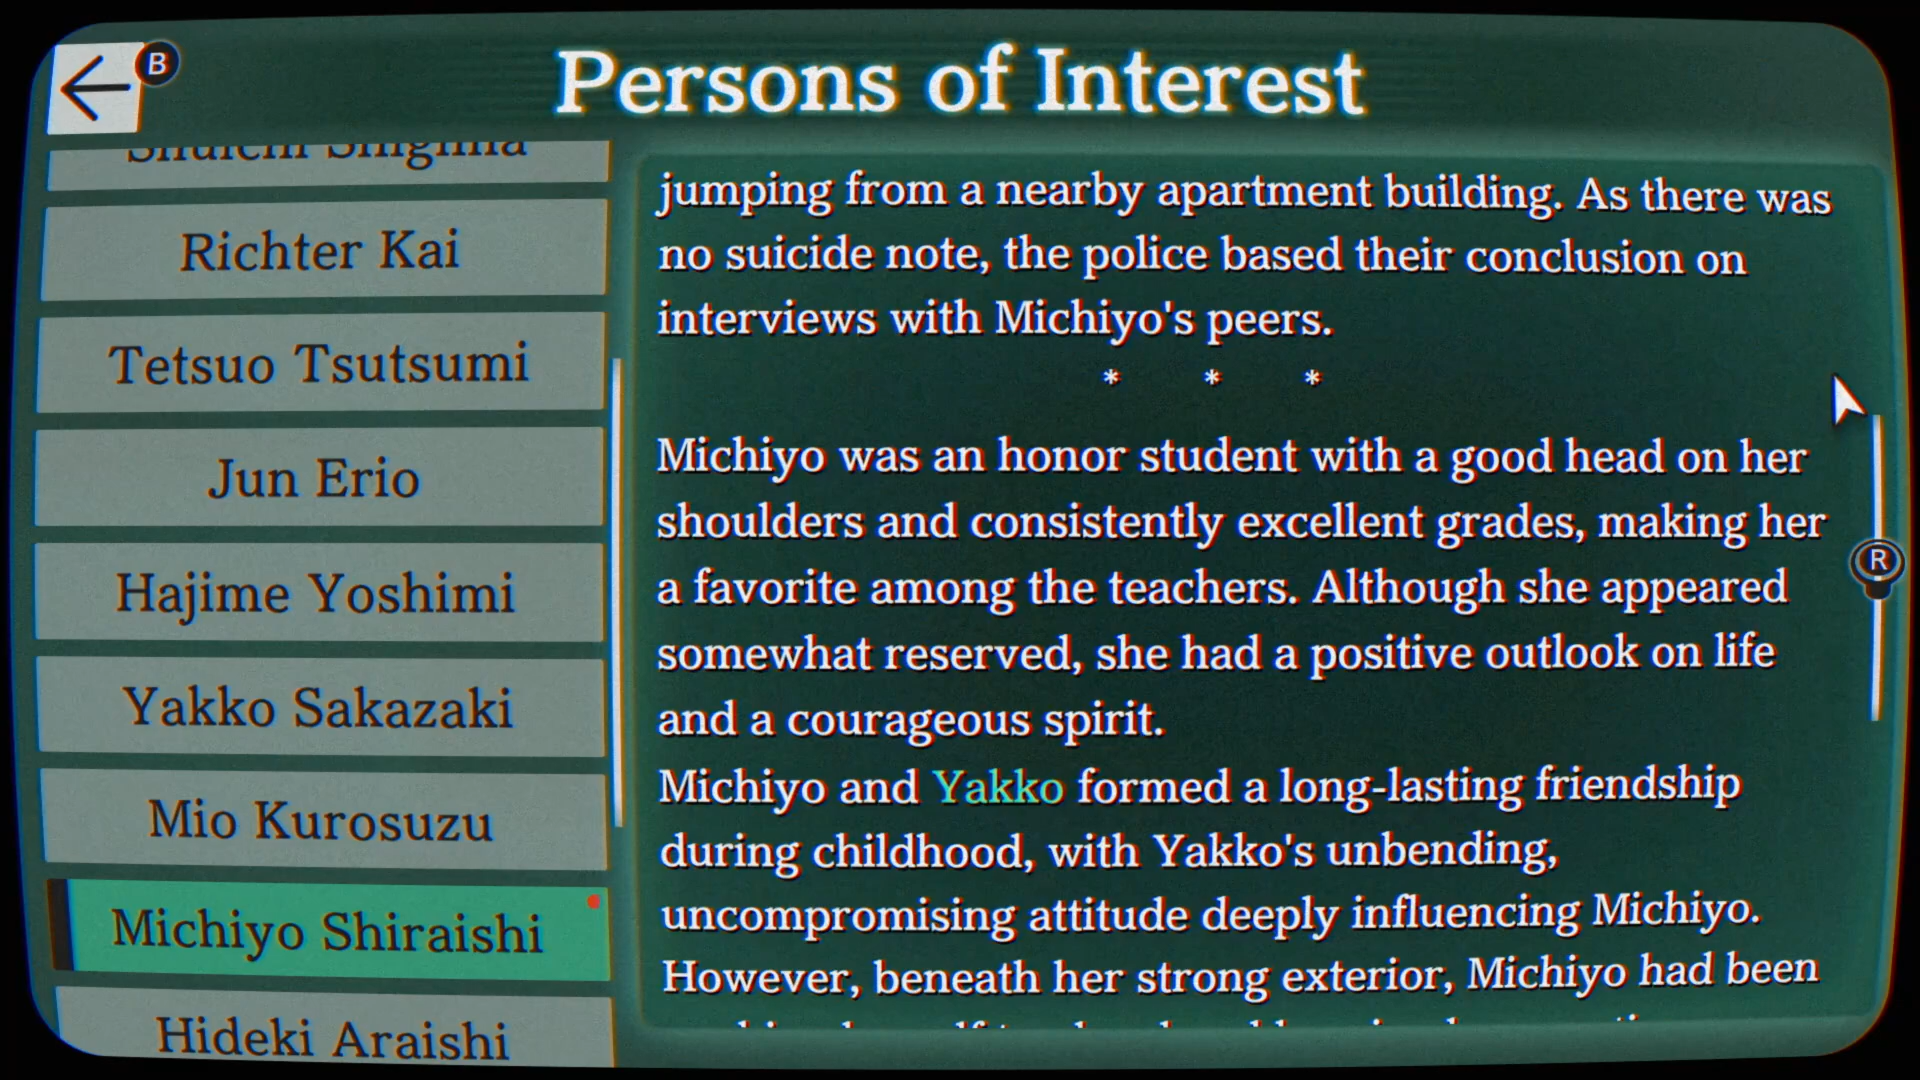 B
Persons of Interest
Richter Kai
Tetsuo Tsutsumi
Jun Erio
Hajime Yoshimi
Yakko Sakazaki
Mio Kurosuzu
Michiyo Shiraishi
Hideki Araishi
jumping from a nearby apartment building. As there was
no suicide note, the police based their conclusion on
interviews with Michiyo's peers.
* * *
Michiyo was an honor student with a good head on her
shoulders and consistently excellent grades, making her
a favorite among the teachers. Although she appeared
somewhat reserved, she had a positive outlook on life
and a courageous spirit.
Michiyo and Yakko formed a long-lasting friendship
during childhood, with Yakko's unbending,
uncompromising attitude deeply influencing Michiyo.
However, beneath her strong exterior, Michiyo had been
R